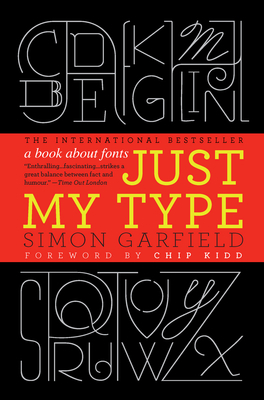 THE INTERNATIONAL BESTSELLER
a book about fonts
"Enthralling...fascinating...strikes
a great balance between fact and
humour." —Time Out London
JUST
MY TYPE
SIMON GARFIELD
FOREWORD BY CHIP KIDD